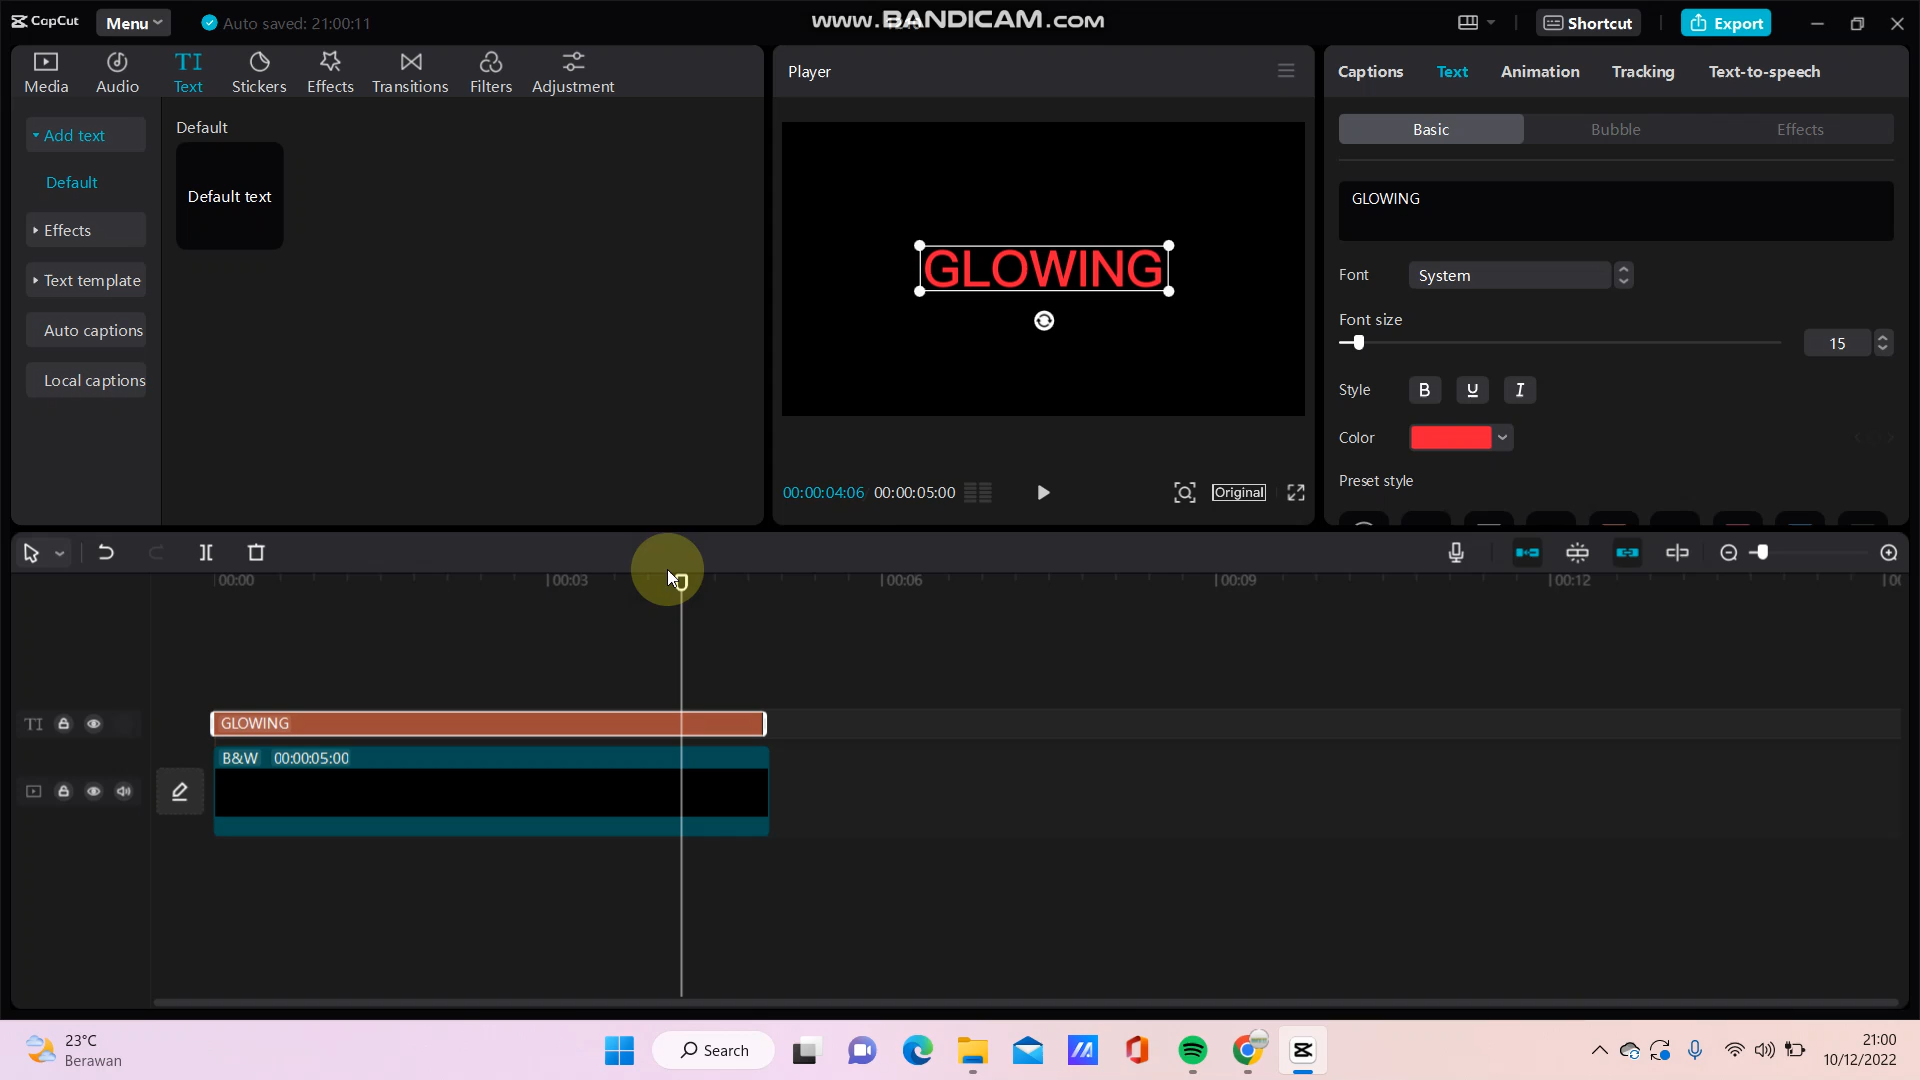 CapCut Menu Auto saved: 21:00:11 www.BANDICAM.com Shortcut Export
Media Audio Text Stickers Effects Transitions Filters Adjustment
Add text
Default
Effects
Text template
Auto captions
Local captions
Default
Default text
Player
GLOWING
00:00:04:06 00:00:05:00 Original
Captions Text Animation Tracking Text-to-speech
Basic Bubble Effects
GLOWING
Font System
Font size
15
Style B U I
Color
Preset style
00:00 00:03 00:06 00:09 00:12
TI GLOWING
B&W 00:00:05:00
23°C
Berawan
Search
21:00
10/12/2022